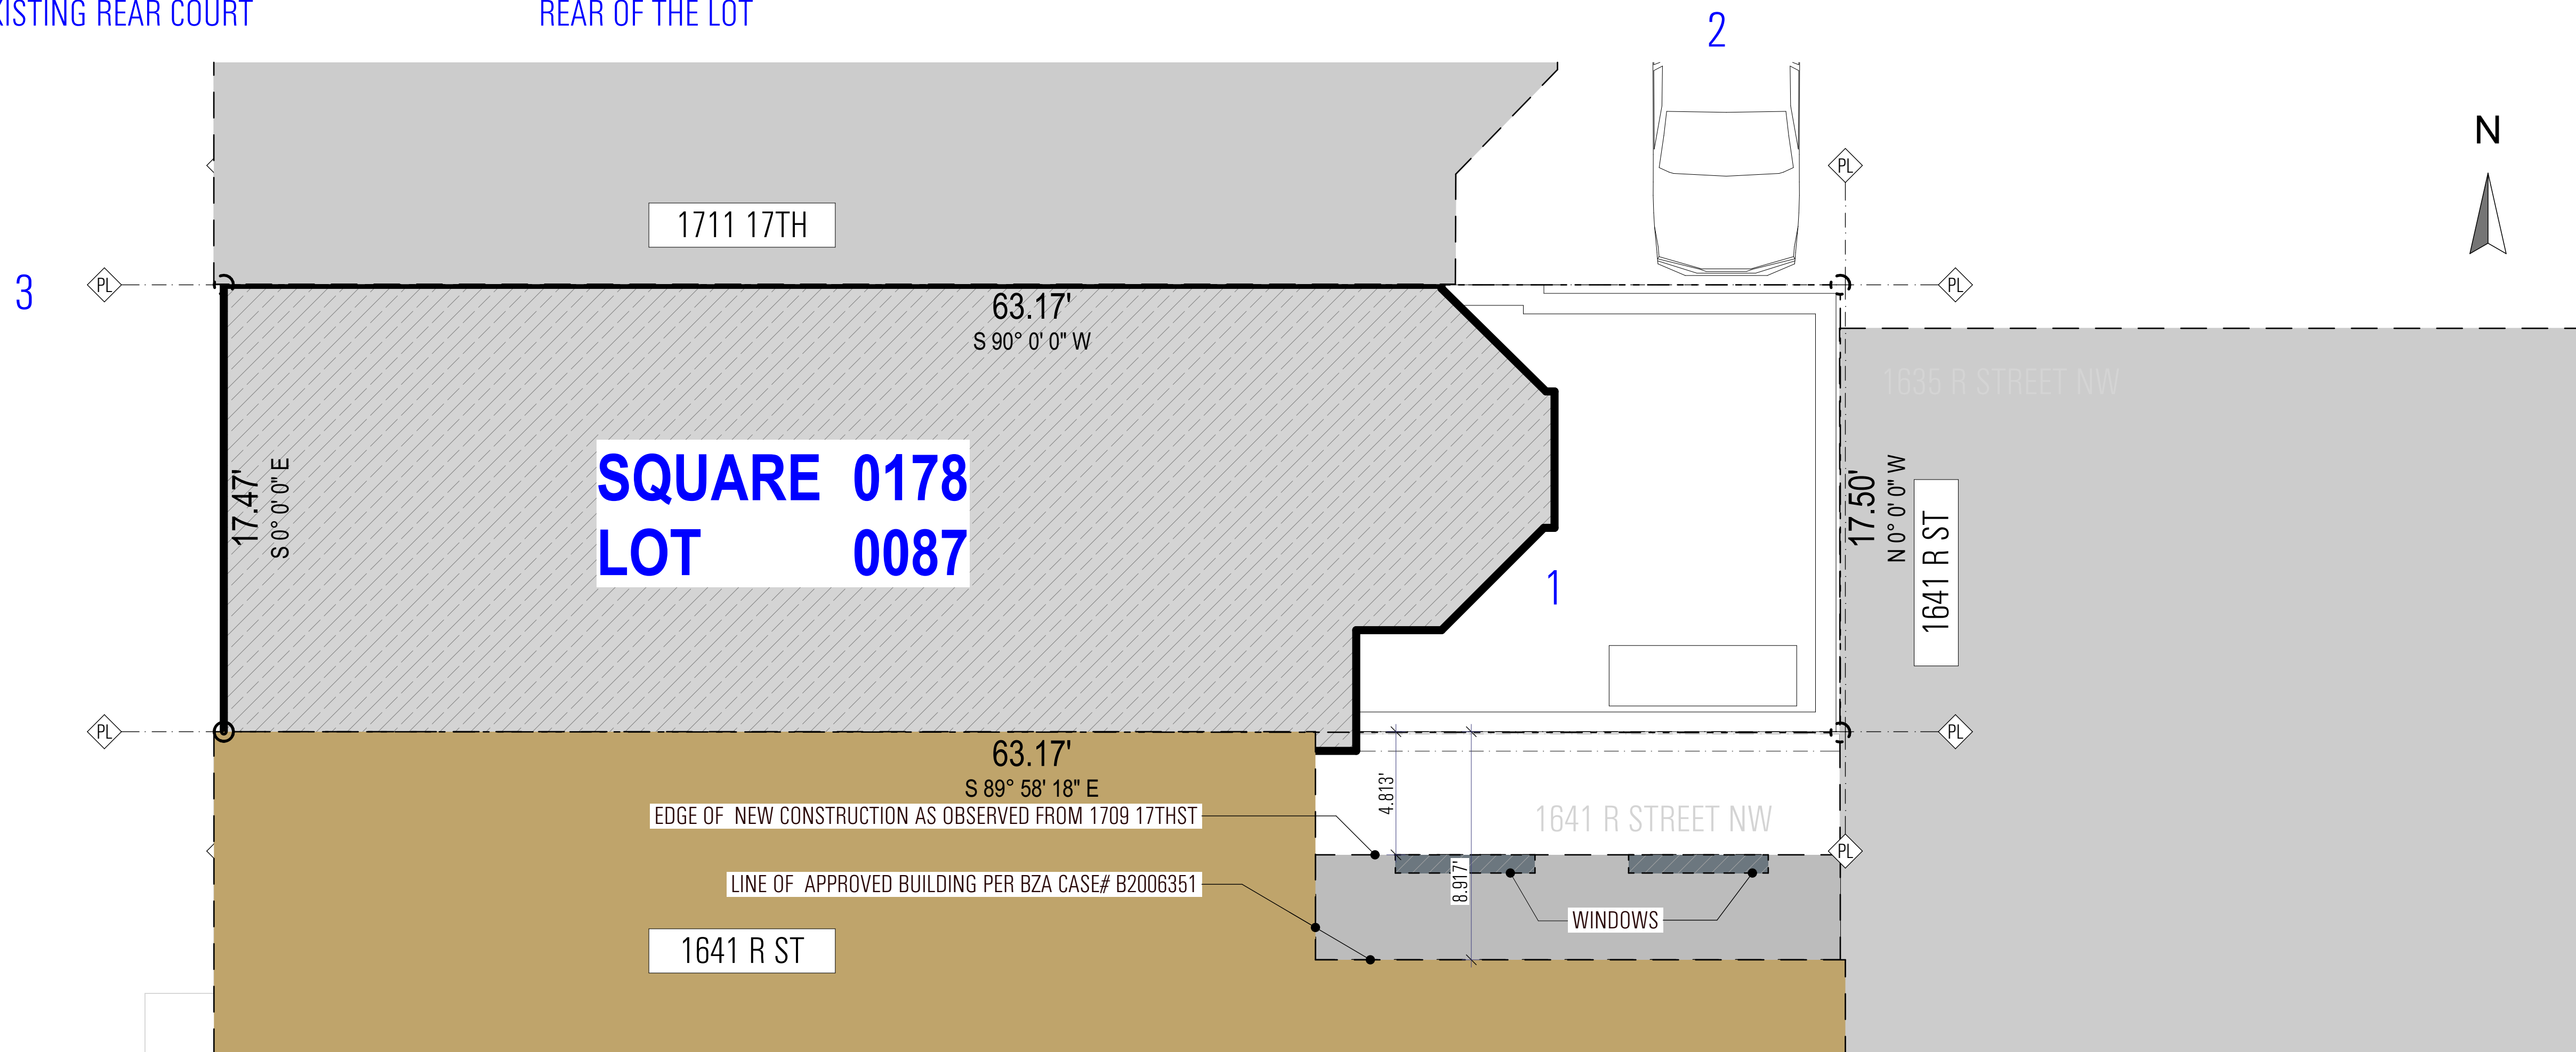 XISTING REAR COURT
REAR OF THE LOT
2
N
PL
1711 17TH
3
PL
PL
63.17'
S 90° 0' 0" W
1635 R STREET NW
17.47'
S 0° 0' 0" E
SQUARE 0178
LOT 0087
17.50'
N 0° 0' 0" W
1641 R ST
1
PL
PL
63.17'
S 89° 58' 18" E
4.813'
EDGE OF NEW CONSTRUCTION AS OBSERVED FROM 1709 17THST
1641 R STREET NW
PL
LINE OF APPROVED BUILDING PER BZA CASE# B2006351
8.917'
WINDOWS
1641 R ST